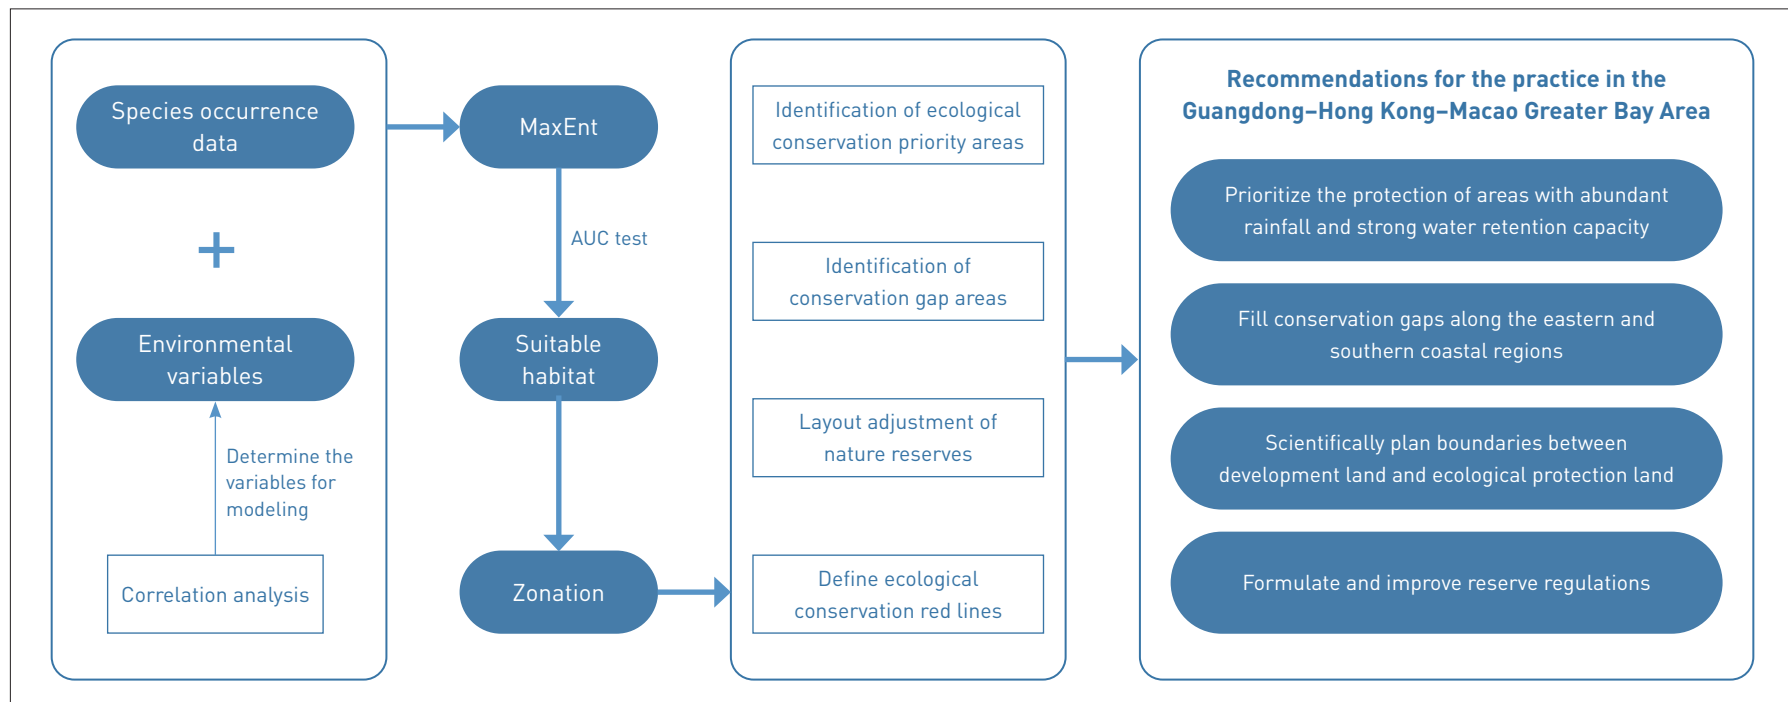 Species occurrence
data
+
Environmental
variables
Determine the
variables for
modeling
Correlation analysis
MaxEnt
AUC test
Suitable
habitat
Zonation
Identification of ecological
conservation priority areas
Identification of
conservation gap areas
Layout adjustment of
nature reserves
Define ecological
conservation red lines
Recommendations for the practice in the
Guangdong–Hong Kong–Macao Greater Bay Area
Prioritize the protection of areas with abundant
rainfall and strong water retention capacity
Fill conservation gaps along the eastern and
southern coastal regions
Scientifically plan boundaries between
development land and ecological protection land
Formulate and improve reserve regulations